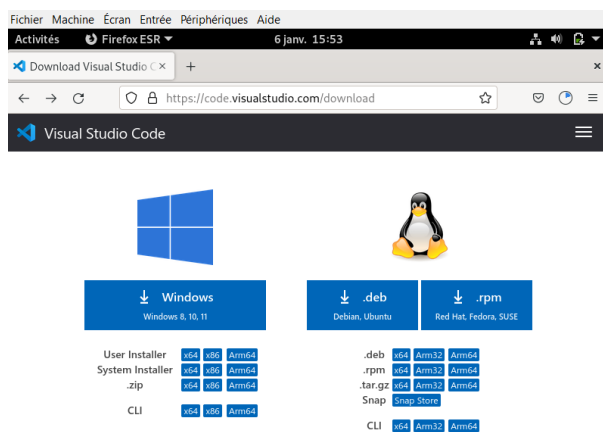 Fichier Machine Écran Entrée Périphériques Aide
Activités Firefox ESR 6 janv. 15:53
Download Visual Studio C
https://code.visualstudio.com/download
Visual Studio Code
Windows
Windows 8, 10, 11
User Installer x64 x86 Arm64
System Installer x64 x86 Arm64
.zip x64 x86 Arm64
CLI x64 x86 Arm64
.deb
Debian, Ubuntu
.rpm
Red Hat, Fedora, SUSE
.deb x64 Arm32 Arm64
.rpm x64 Arm32 Arm64
.tar.gz x64 Arm32 Arm64
Snap Snap Store
CLI x64 Arm32 Arm64